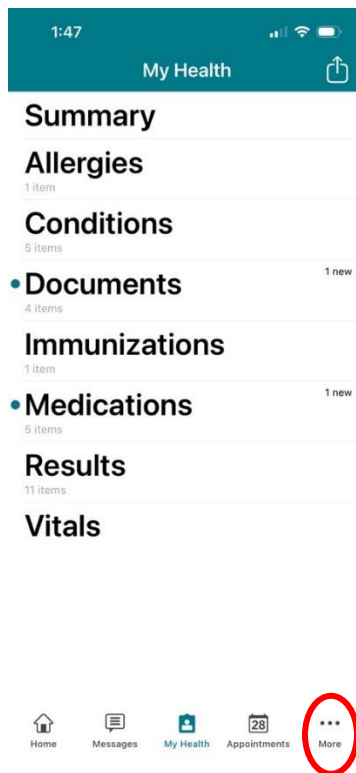 1:47
My Health
Summary
Allergies
1 item
Conditions
5 items
Documents
1 new
4 items
Immunizations
1 item
Medications
1 new
5 items
Results
11 items
Vitals
28
Home Messages My Health Appointments More